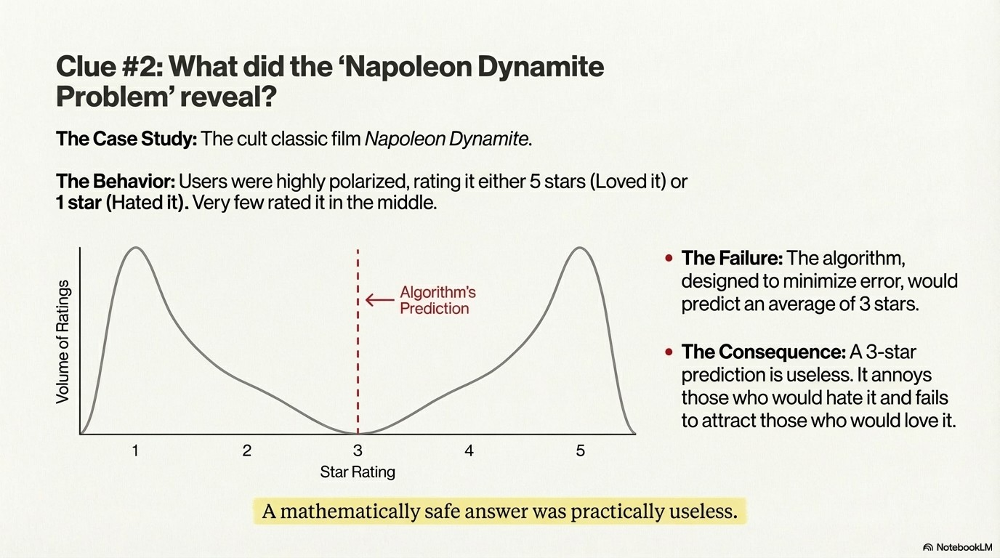 Clue #2: What did the ‘Napoleon Dynamite
Problem’ reveal?
The Case Study: The cult classic film Napoleon Dynamite.
The Behavior: Users were highly polarized, rating it either 5 stars (Loved it) or
1 star (Hated it). Very few rated it in the middle.
Volume of Ratings
Algorithm’s
Prediction
1 2 3 4 5
Star Rating
• The Failure: The algorithm,
designed to minimize error, would
predict an average of 3 stars.
• The Consequence: A 3-star
prediction is useless. It annoys
those who would hate it and fails
to attract those who would love it.
A mathematically safe answer was practically useless.
NotebookLM